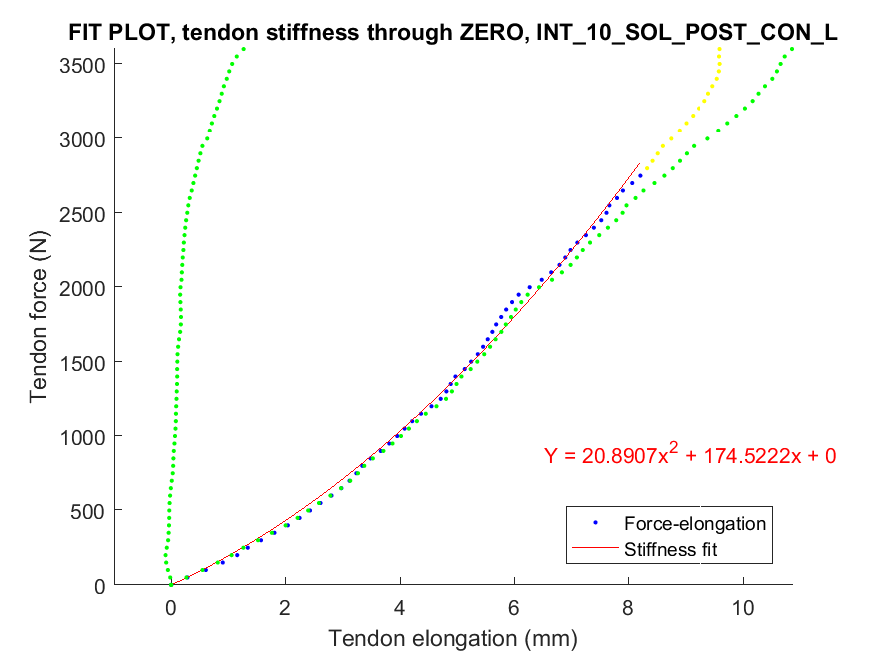 FIT PLOT, tendon stiffness through ZERO, INT_10_SOL_POST_CON_L
3500
3000
2500
2000
1500
1000
500
0
Tendon force (N)
Y = 20.8907x² + 174.5222x + 0
Force-elongation
Stiffness fit
0 2 4 6 8 10
Tendon elongation (mm)